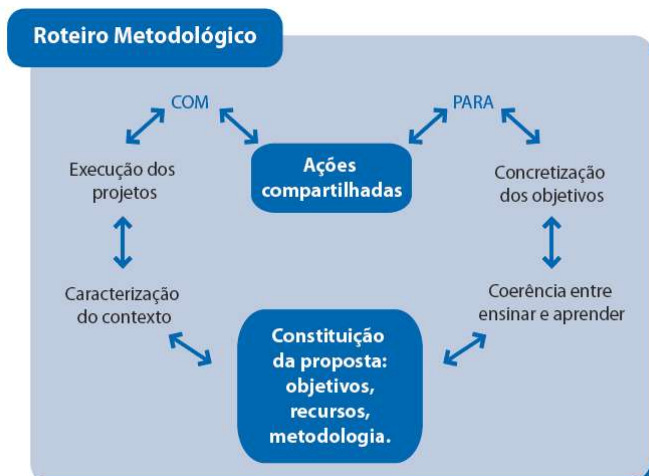 Roteiro Metodológico
COM
PARA
Execução dos
projetos
Ações
compartilhadas
Concretização
dos objetivos
Caracterização
do contexto
Coerência entre
ensinar e aprender
Constituição
da proposta:
objetivos,
recursos,
metodologia.